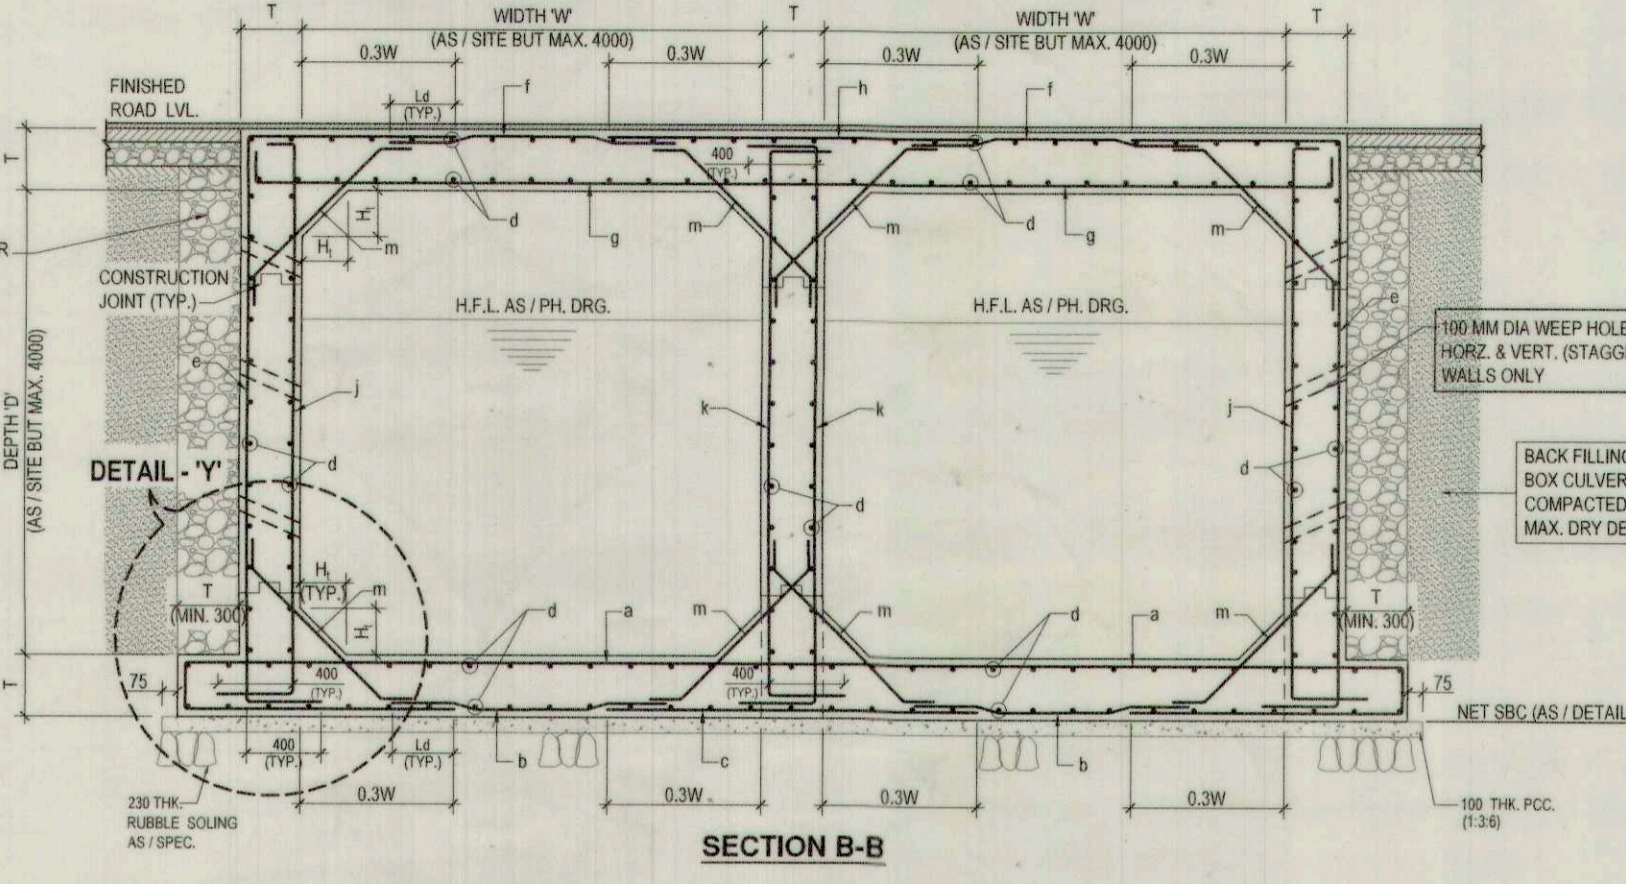 T
WIDTH 'W'
(AS / SITE BUT MAX. 4000)
T
WIDTH 'W'
(AS / SITE BUT MAX. 4000)
T
0.3W
0.3W
0.3W
0.3W
FINISHED
ROAD LVL.
Ld
(TYP.)
f
h
f
T
400
(TYP.)
d
d
m
g
m
m
g
m
H
H
CONSTRUCTION
JOINT (TYP.)
H.F.L. AS / PH. DRG.
H.F.L. AS / PH. DRG.
e
100 MM DIA WEEP HOLE
HORZ. & VERT. (STAGG
WALLS ONLY
DEPTH 'D'
(AS / SITE BUT MAX. 4000)
e
j
k
k
j
DETAIL - 'Y'
d
d
d
BACK FILLING
BOX CULVER
COMPACTED
MAX. DRY DE
H
(TYP.)
H
T
(MIN. 300)
m
d
a
m
m
d
a
m
T
(MIN. 300)
T
75
400
(TYP.)
400
(TYP.)
75
NET SBC (AS / DETAIL
400
(TYP.)
Ld
(TYP.)
b
c
b
0.3W
0.3W
0.3W
0.3W
230 THK.
RUBBLE SOLING
AS / SPEC.
100 THK. PCC.
(1:3:6)
SECTION B-B